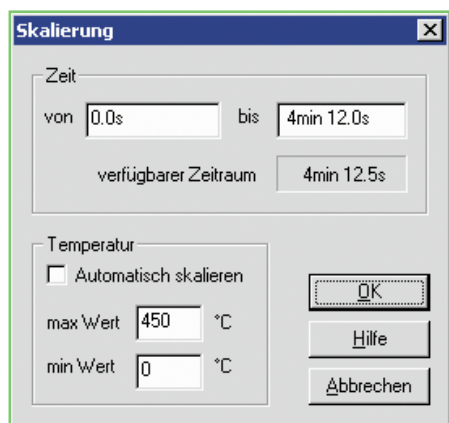 Skalierung
Zeit
von 0.0s bis 4min 12.0s
verfügbarer Zeitraum 4min 12.5s
Temperatur
Automatisch skalieren
max Wert 450 °C
min Wert 0 °C
OK
Hilfe
Abbrechen